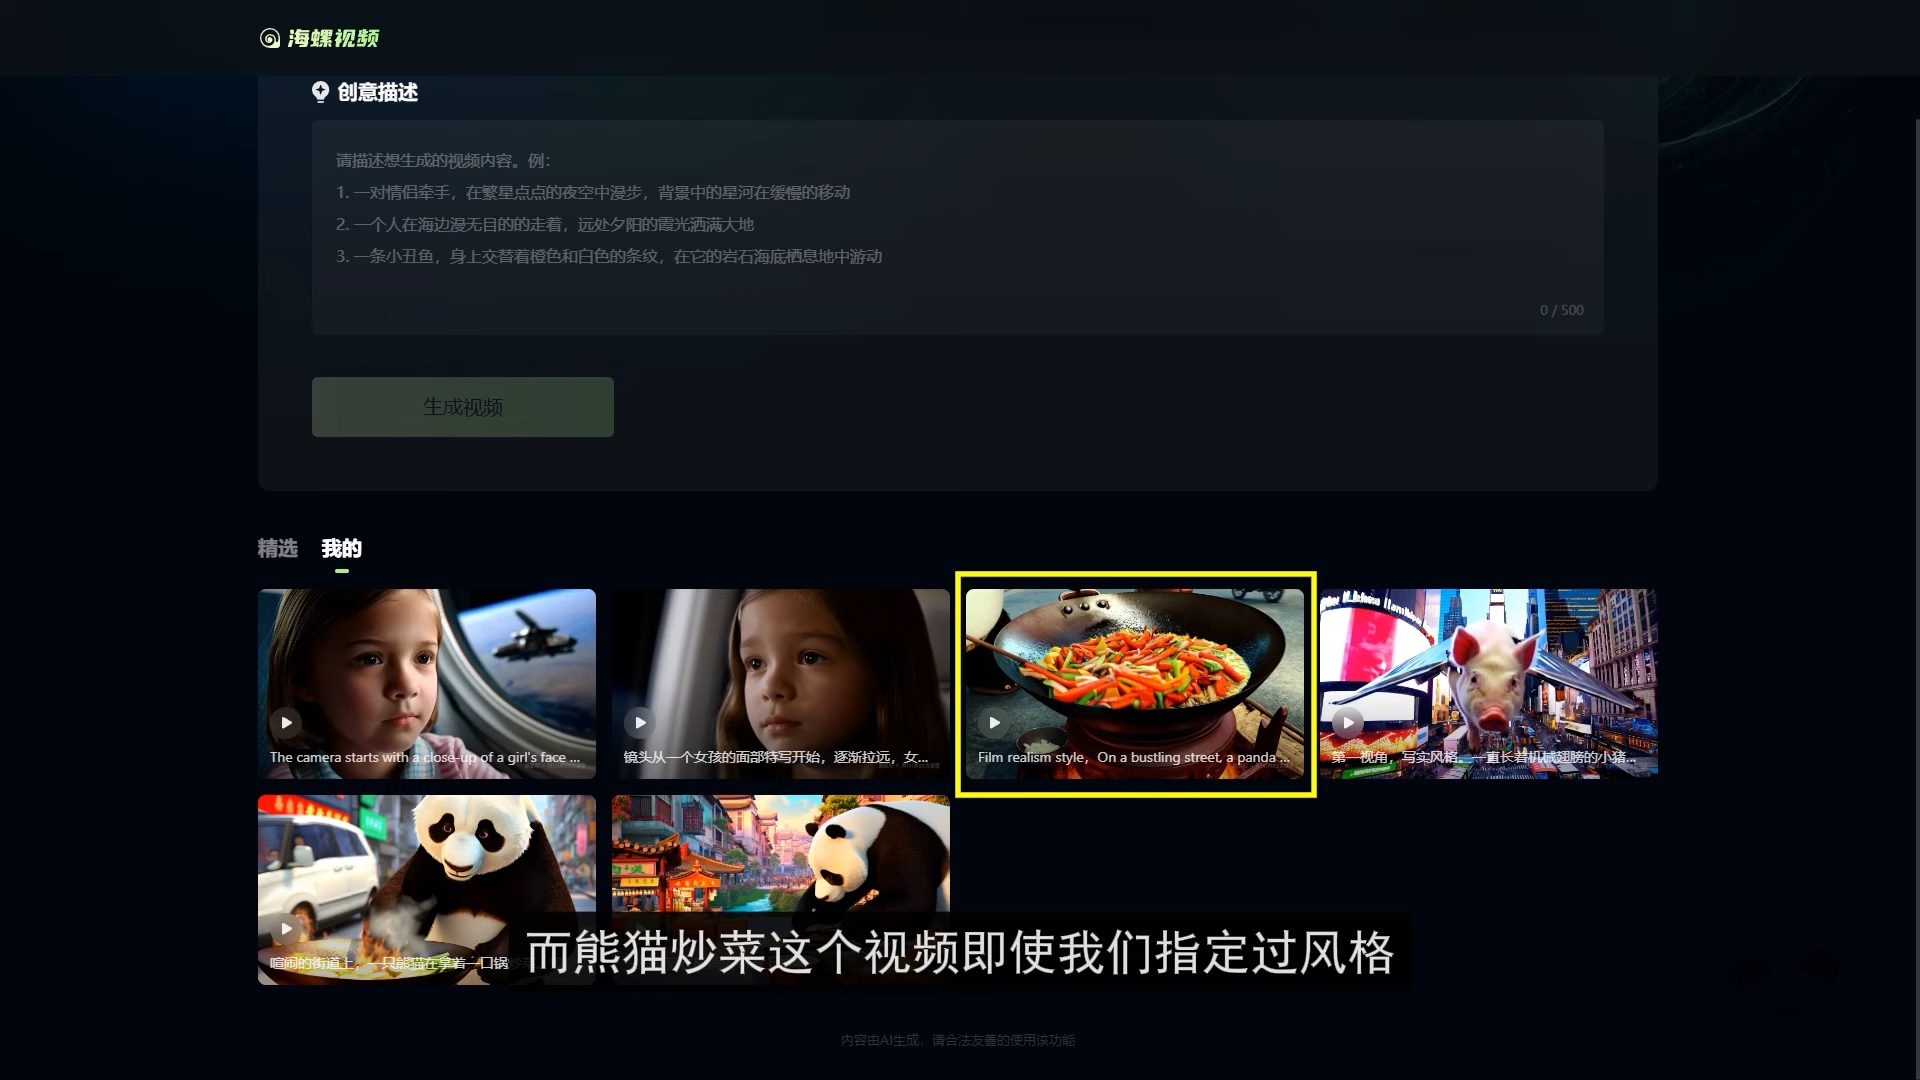 海螺视频
创意描述
请描述想生成的视频内容。例：
1. 一对情侣牵手，在繁星点点的夜空中漫步，背景中的星河在缓慢的移动
2. 一个人在海边漫无目的的走着，远处夕阳的霞光洒满大地
3. 一条小丑鱼，身上交替着橙色和白色的条纹，在它的岩石海底栖息地中游动
0 / 500
生成视频
精选 我的
The camera starts with a close-up of a girl's face ...
镜头从一个女孩的面部特写开始，逐渐拉远，女...
Film realism style，On a bustling street, a panda ...
第一视角，写实风格。一直长着机械翅膀的小猪...
喧闹的街道上，一只熊猫在拿着一口锅
而熊猫炒菜这个视频即使我们指定过风格
内容由AI生成，请合法友善的使用该功能